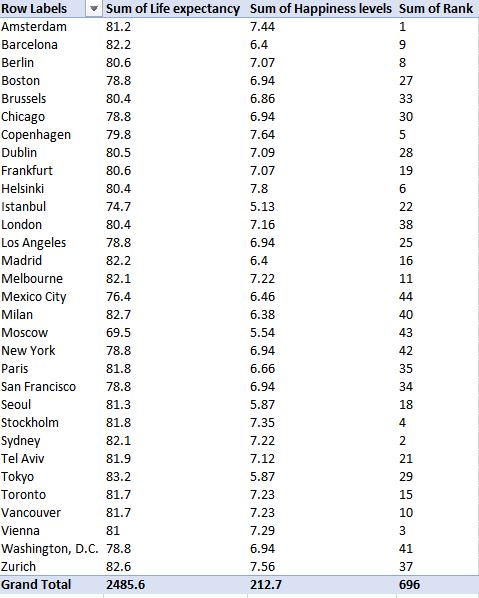 Row Labels Sum of Life expectancy Sum of Happiness levels Sum of Rank
Amsterdam 81.2 7.44 1
Barcelona 82.2 6.4 9
Berlin 80.6 7.07 8
Boston 78.8 6.94 27
Brussels 80.4 6.86 33
Chicago 78.8 6.94 30
Copenhagen 79.8 7.64 5
Dublin 80.5 7.09 28
Frankfurt 80.6 7.07 19
Helsinki 80.4 7.8 6
Istanbul 74.7 5.13 22
London 80.4 7.16 38
Los Angeles 78.8 6.94 25
Madrid 82.2 6.4 16
Melbourne 82.1 7.22 11
Mexico City 76.4 6.46 44
Milan 82.7 6.38 40
Moscow 69.5 5.54 43
New York 78.8 6.94 42
Paris 81.8 6.66 35
San Francisco 78.8 6.94 34
Seoul 81.3 5.87 18
Stockholm 81.8 7.35 4
Sydney 82.1 7.22 2
Tel Aviv 81.9 7.12 21
Tokyo 83.2 5.87 29
Toronto 81.7 7.23 15
Vancouver 81.7 7.23 10
Vienna 81 7.29 3
Washington, D.C. 78.8 6.94 41
Zurich 82.6 7.56 37
Grand Total 2485.6 212.7 696